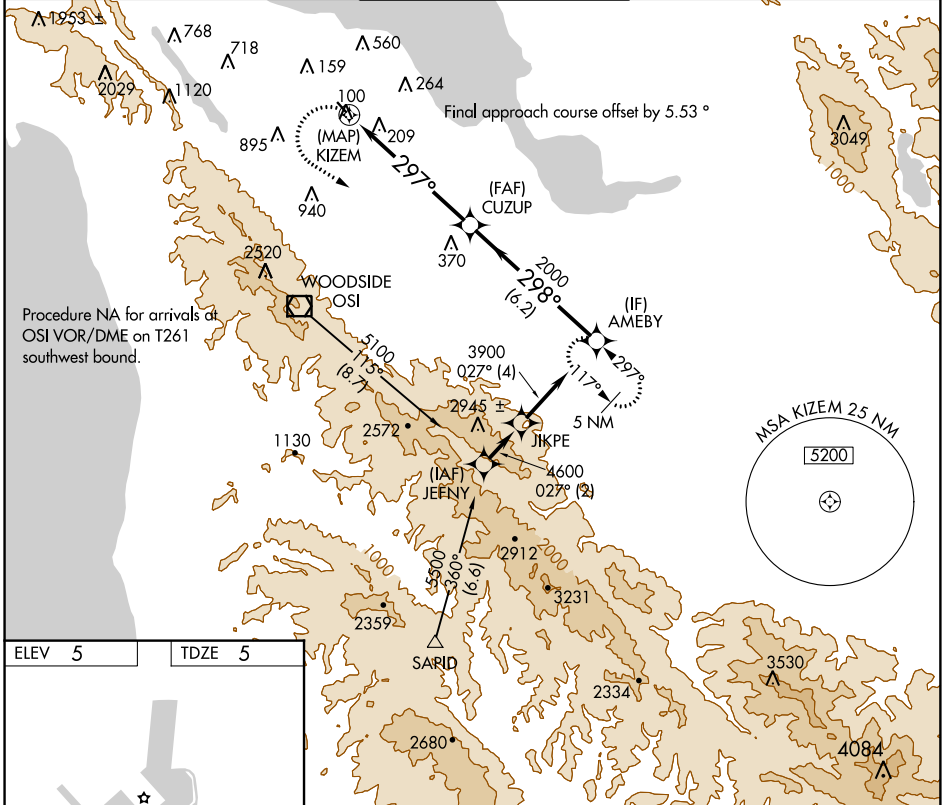 1953 ±
768
718
560
159
2029
1120
264
100
Final approach course offset by 5.53 °
209
895
(MAP)
KIZEM
3049
1000
297°
(FAF)
CUZUP
940
370
2520
2000
298°
(6.2)
WOODSIDE
OSI
(IF)
AMEBY
Procedure NA for arrivals at
OSI VOR/DME on T261
southwest bound.
5100
115°
(8.7)
3900
027° (4)
117°
297°
5 NM
2945 ±
2572
JIKPE
MSA KIZEM 25 NM
5200
1130
(IAF)
JEFNY
4600
027° (2)
1000
2912
2000
5500
360°
(6.6)
3231
2359
SAPID
ELEV 5
TDZE 5
3530
2334
2680
4084